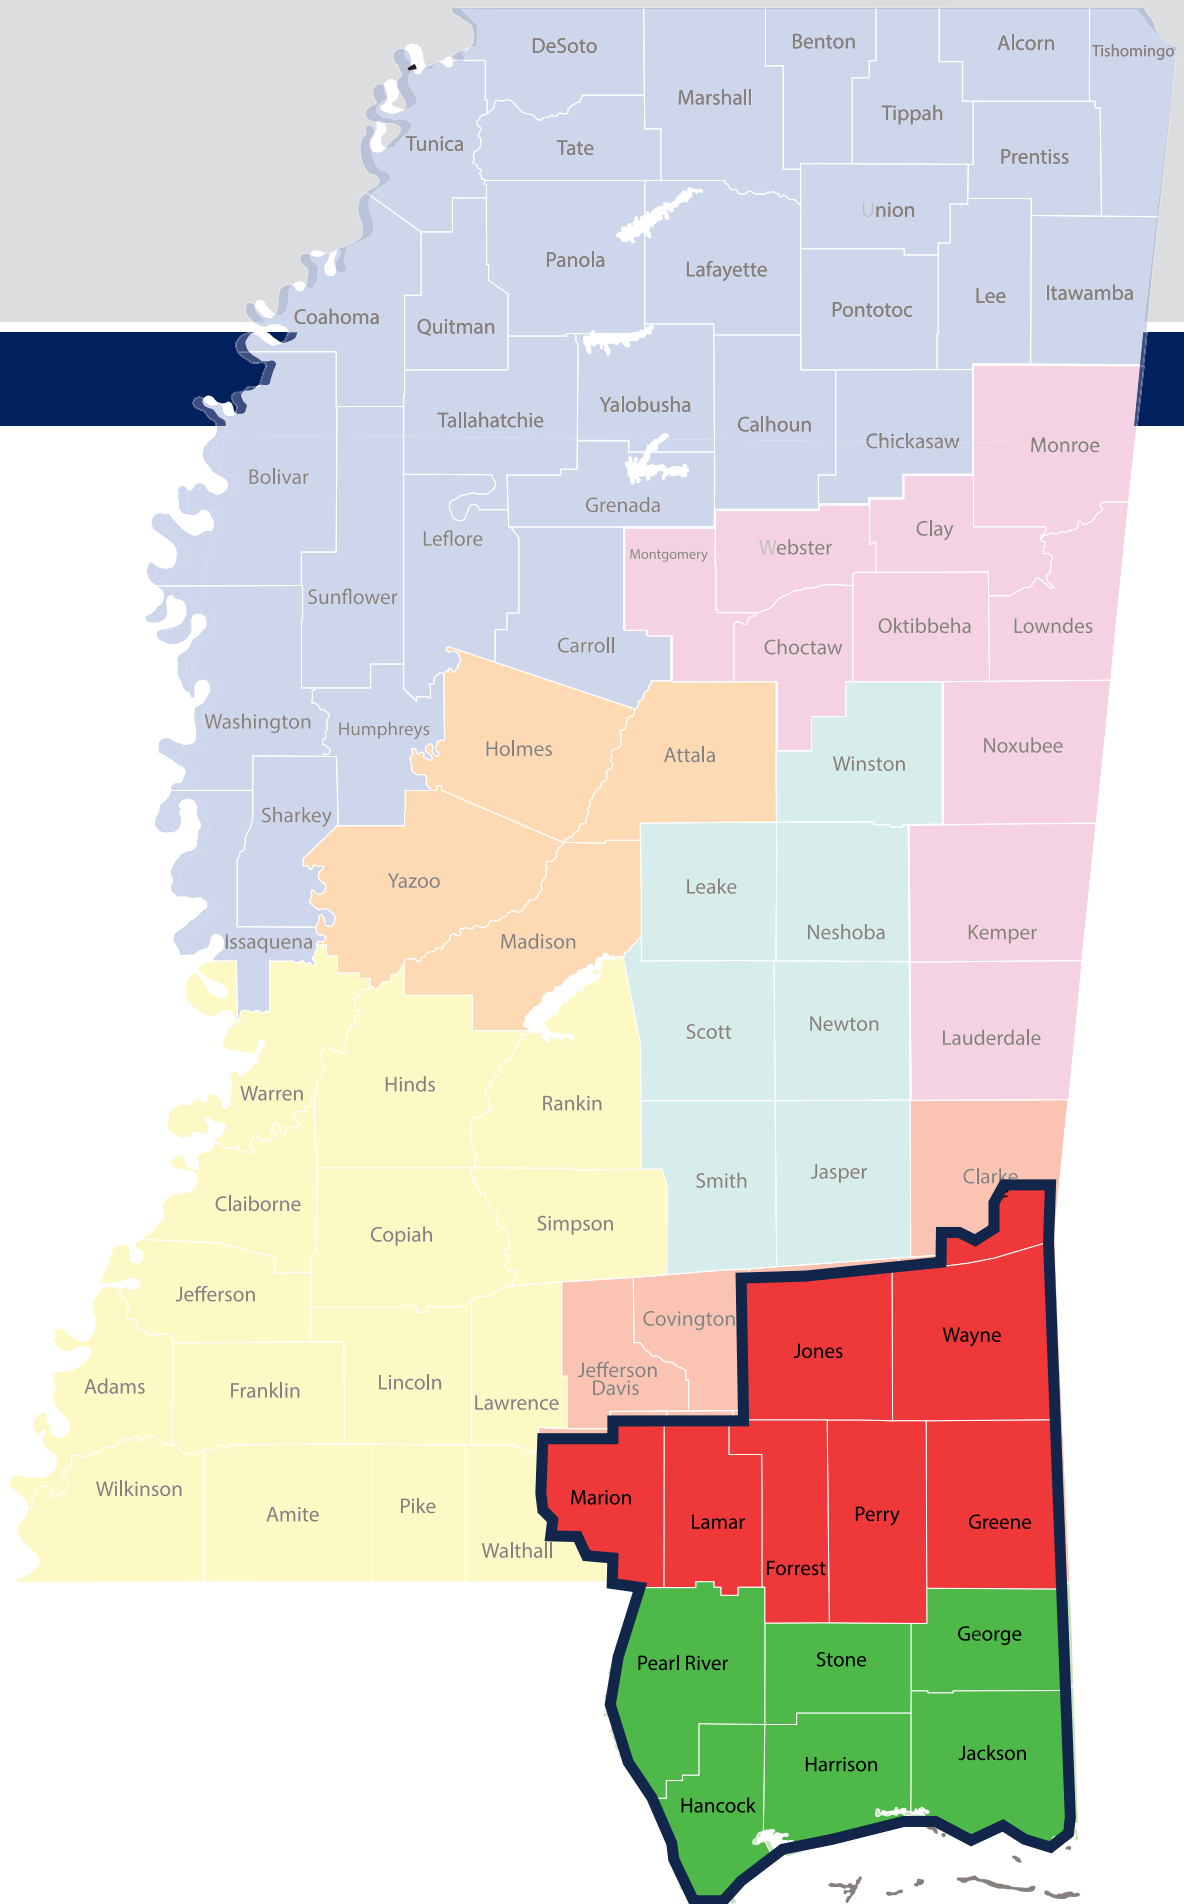 DeSoto
Benton
Alcorn
Tishomingo
Marshall
Tippah
Tunica
Tate
Prentiss
Union
Panola
Lafayette
Pontotoc
Lee
Itawamba
Coahoma
Quitman
Tallahatchie
Yalobusha
Calhoun
Chickasaw
Monroe
Bolivar
Grenada
Leflore
Clay
Montgomery
Webster
Sunflower
Carroll
Choctaw
Oktibbeha
Lowndes
Washington
Humphreys
Holmes
Attala
Winston
Noxubee
Sharkey
Yazoo
Leake
Neshoba
Kemper
Issaquena
Madison
Scott
Newton
Lauderdale
Warren
Hinds
Rankin
Smith
Jasper
Clarke
Claiborne
Copiah
Simpson
Jefferson
Covington
Jones
Wayne
Adams
Franklin
Lincoln
Lawrence
Jefferson
Davis
Wilkinson
Amite
Pike
Walthall
Marion
Lamar
Forrest
Perry
Greene
Pearl River
Stone
George
Hancock
Harrison
Jackson